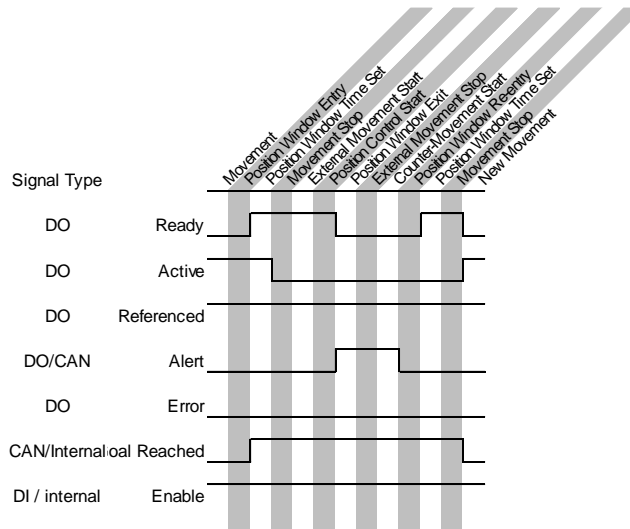 Movement
Position Window Entry
Position Window Time Set
Movement Stop
External Movement Start
Position Control Start
Position Window Exit
External Movement Stop
Counter-Movement Start
Position Window Reentry
Position Window Time Set
Movement Stop
New Movement
Signal Type
DO Ready
DO Active
DO Referenced
DO/CAN Alert
DO Error
CAN/Internal oal Reached
DI / internal Enable